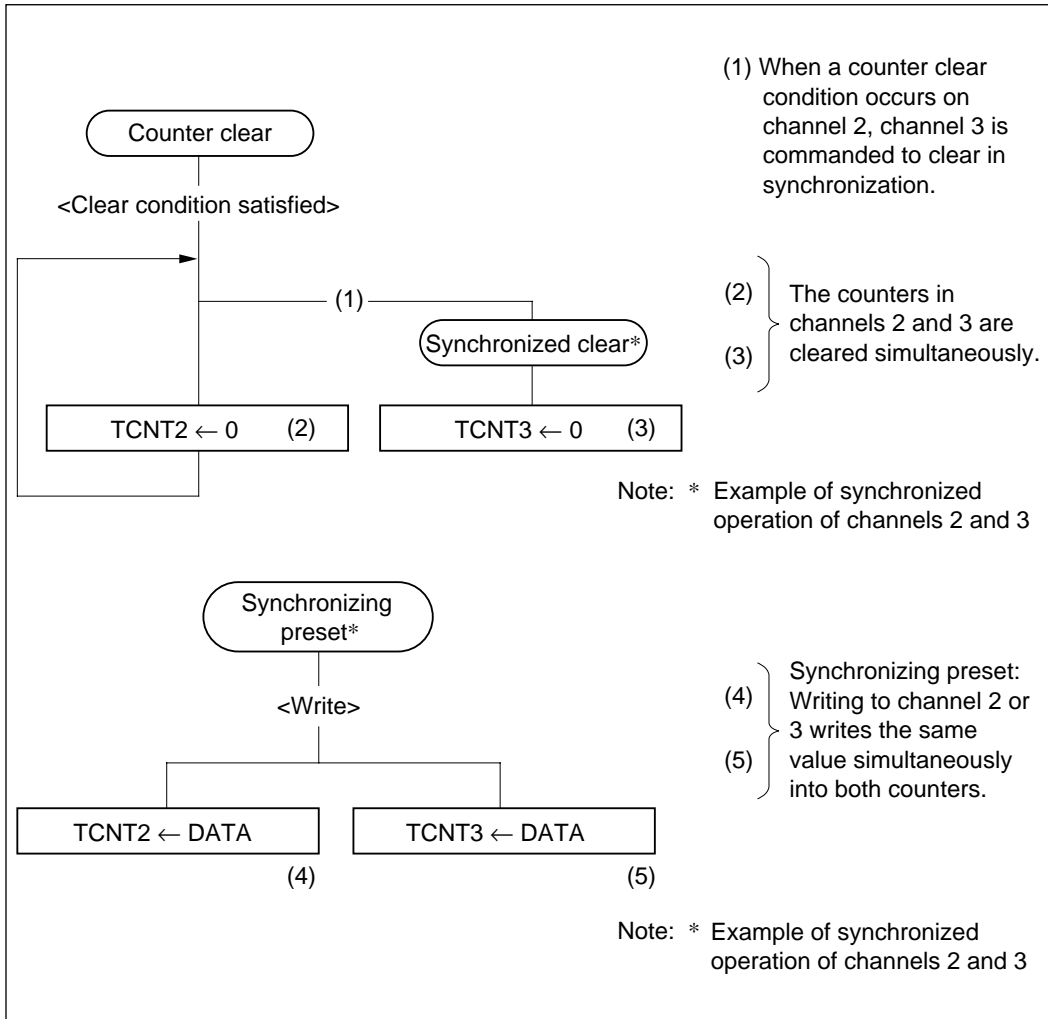 (1) When a counter clear
condition occurs on
channel 2, channel 3 is
commanded to clear in
synchronization.
Counter clear
<Clear condition satisfied>
(1)
Synchronized clear*
(2)
(3)
The counters in
channels 2 and 3 are
cleared simultaneously.
TCNT2 ← 0 (2)
TCNT3 ← 0 (3)
Note: * Example of synchronized
operation of channels 2 and 3
Synchronizing
preset*
<Write>
(4)
(5)
Synchronizing preset:
Writing to channel 2 or
3 writes the same
value simultaneously
into both counters.
TCNT2 ← DATA
TCNT3 ← DATA
(4)
(5)
Note: * Example of synchronized
operation of channels 2 and 3